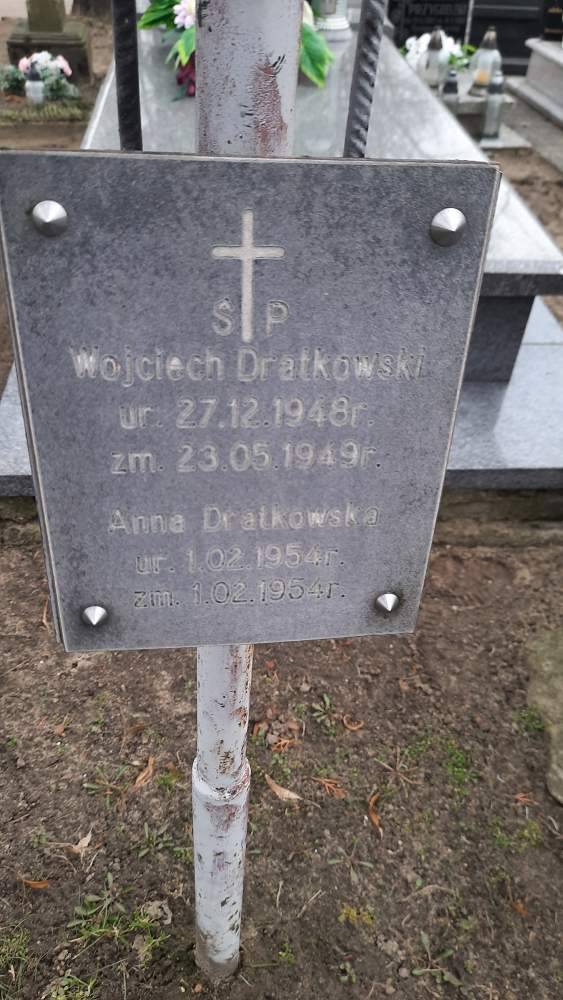 Ś P
Wojciech Dratkowski
ur. 27.12.1948r.
zm. 23.05.1949r.
Anna Dratkowska
ur. 1.02.1954r.
zm. 1.02.1954r.